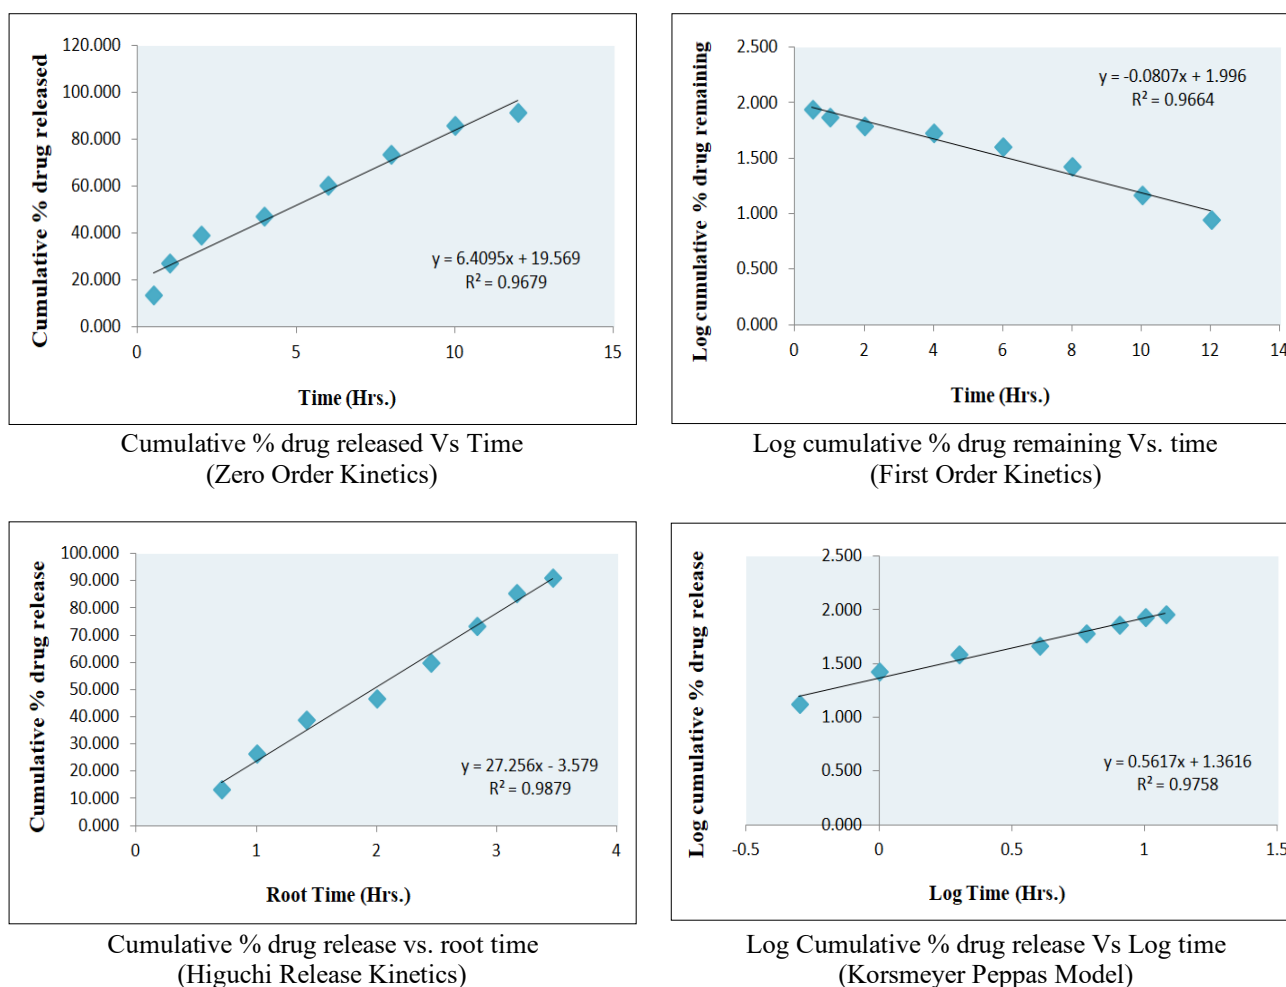 Cumulative % drug released
120.000
100.000
80.000
60.000
40.000
20.000
0.000
y = 6.4095x + 19.569
R² = 0.9679
0 5 10 15
Time (Hrs.)
Cumulative % drug released Vs Time
(Zero Order Kinetics)
Log cumulative % drug remaining
2.500
2.000
1.500
1.000
0.500
0.000
y = -0.0807x + 1.996
R² = 0.9664
0 2 4 6 8 10 12 14
Time (Hrs.)
Log cumulative % drug remaining Vs. time
(First Order Kinetics)
Cumulative % drug release
100.000
90.000
80.000
70.000
60.000
50.000
40.000
30.000
20.000
10.000
0.000
y = 27.256x - 3.579
R² = 0.9879
0 1 2 3 4
Root Time (Hrs.)
Cumulative % drug release vs. root time
(Higuchi Release Kinetics)
Log cumulative % drug release
2.500
2.000
1.500
1.000
0.500
0.000
y = 0.5617x + 1.3616
R² = 0.9758
-0.5 0 0.5 1 1.5
Log Time (Hrs.)
Log Cumulative % drug release Vs Log time
(Korsmeyer Peppas Model)